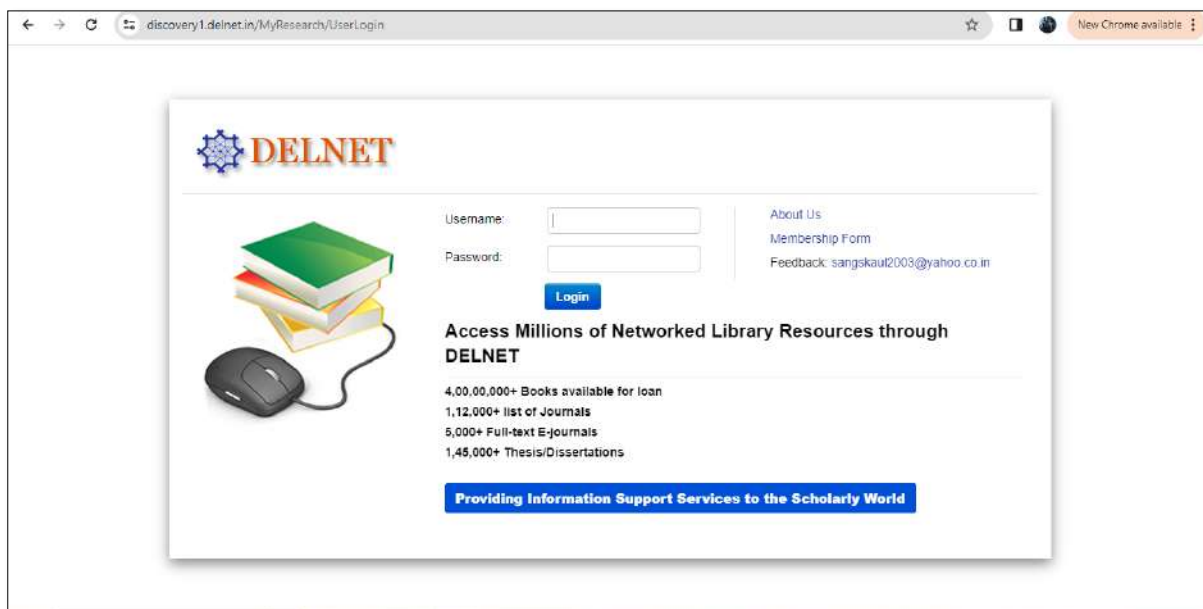 discovery1.delnet.in/MyResearch/UserLogin
New Chrome available
DELNET
Username:
Password:
Login
About Us
Membership Form
Feedback: sangskaul2003@yahoo.co.in
Access Millions of Networked Library Resources through
DELNET
4,00,00,000+ Books available for loan
1,12,000+ list of Journals
5,000+ Full-text E-journals
1,45,000+ Thesis/Dissertations
Providing Information Support Services to the Scholarly World